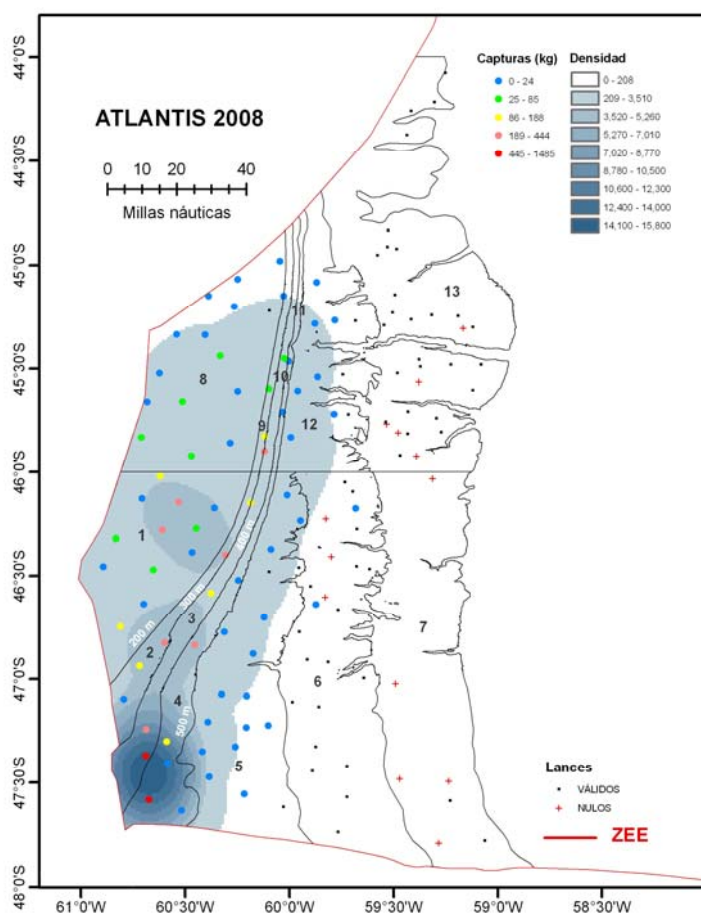 44°0'S
44°30'S
45°0'S
45°30'S
46°0'S
46°30'S
47°0'S
47°30'S
48°0'S
ATLANTIS 2008
0 10 20 40
Millas náuticas
Capturas (kg)
0 - 24
25 - 85
86 - 188
189 - 444
445 - 1485
Densidad
0 - 208
209 - 3,510
3,520 - 5,260
5,270 - 7,010
7,020 - 8,770
8,780 - 10,500
10,600 - 12,300
12,400 - 14,000
14,100 - 15,800
13
11
8
10
9
12
1
400 m
300 m
200 m
3
2
7
6
4
500 m
5
Lances
VÁLIDOS
NULOS
ZEE
61°0'W 60°30'W 60°0'W 59°30'W 59°0'W 58°30'W